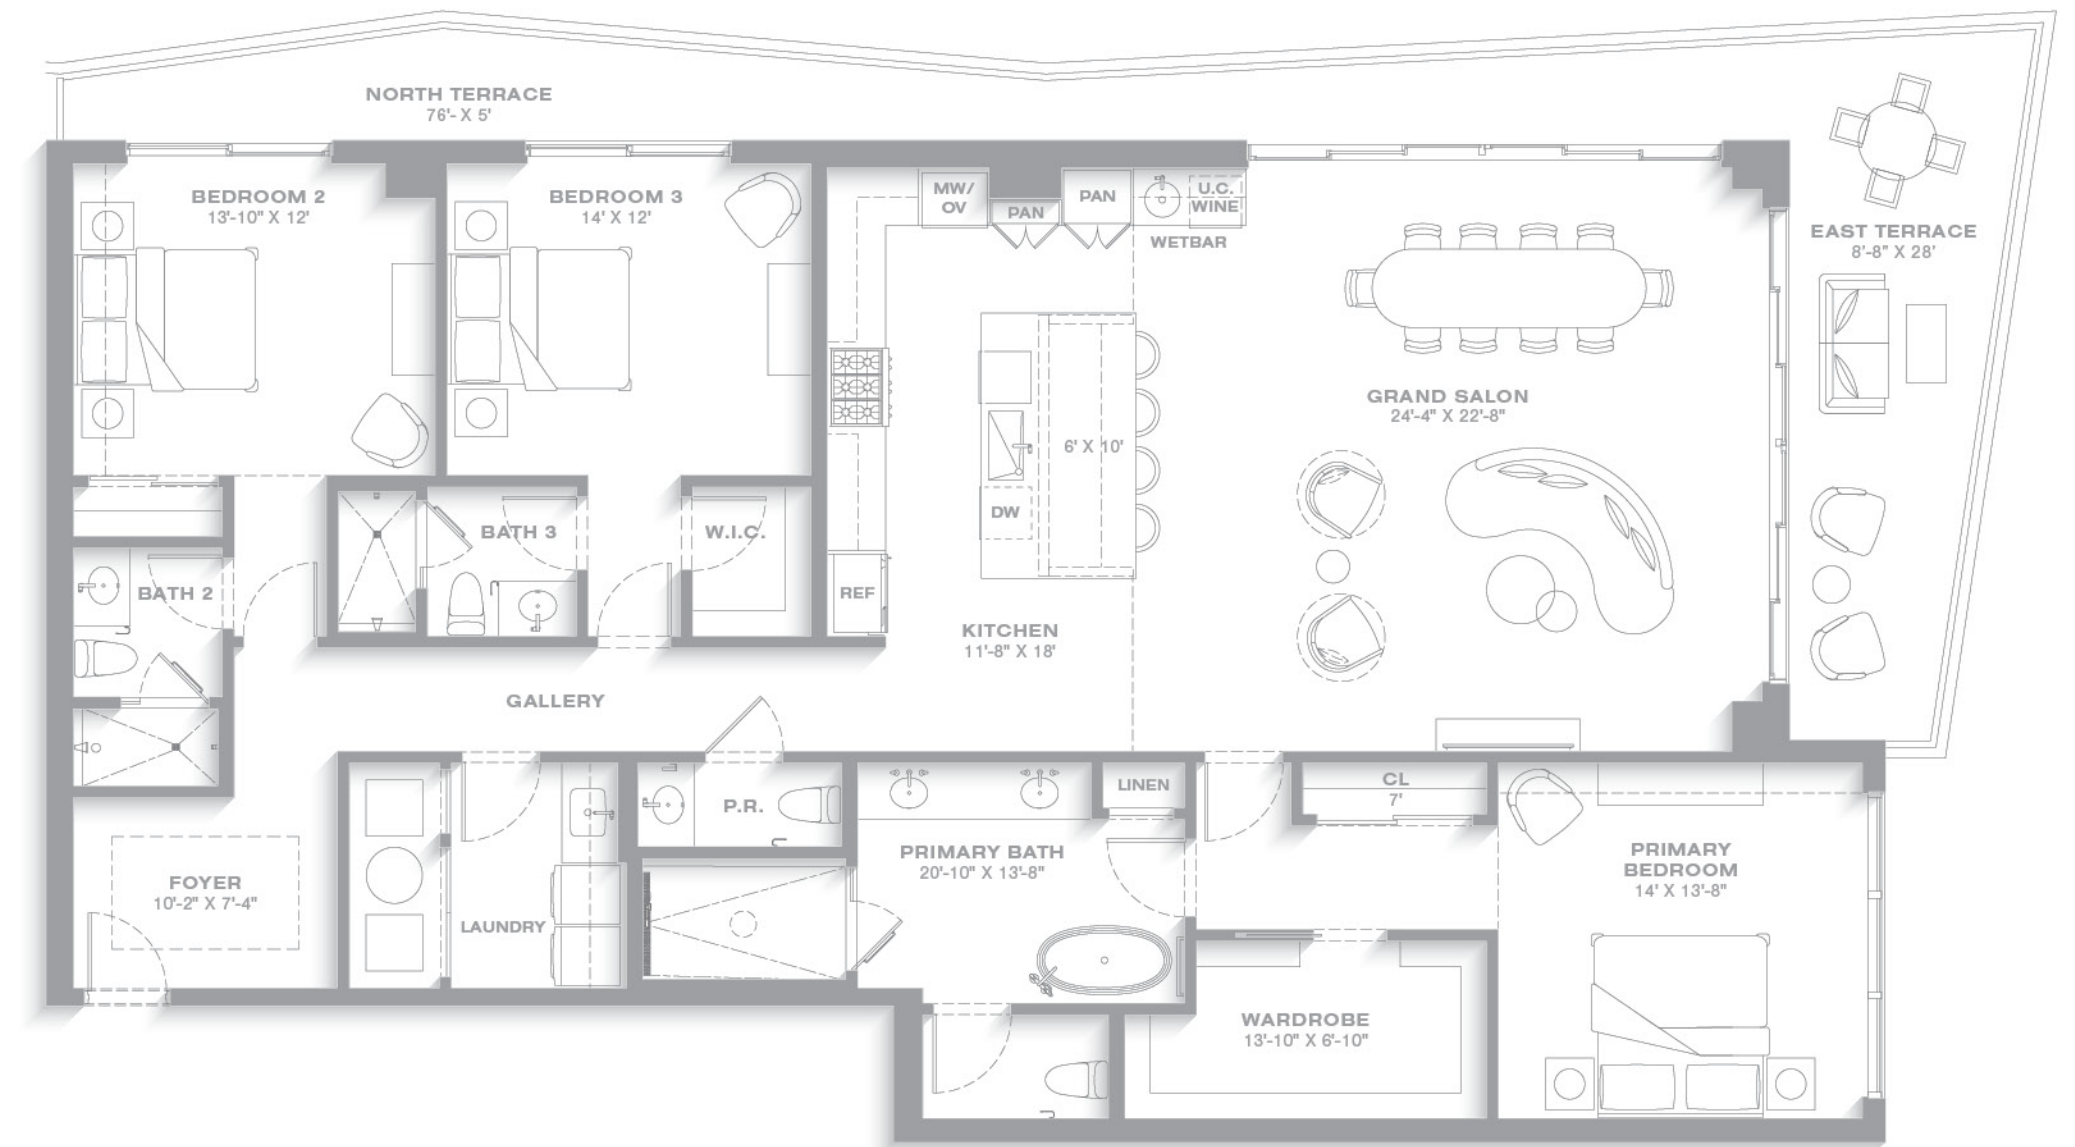 NORTH TERRACE
76'- X 5'
BEDROOM 2
13'-10" X 12'
BEDROOM 3
14' X 12'
MW/
OV
PAN
PAN
U.C.
WINE
WETBAR
EAST TERRACE
8'-8" X 28'
GRAND SALON
24'-4" X 22'-8"
6' X 10'
DW
BATH 3
W.I.C.
BATH 2
REF
KITCHEN
11'-8" X 18'
GALLERY
LINEN
CL
7'
P.R.
PRIMARY BATH
20'-10" X 13'-8"
PRIMARY
BEDROOM
14' X 13'-8"
FOYER
10'-2" X 7'-4"
LAUNDRY
WARDROBE
13'-10" X 6'-10"